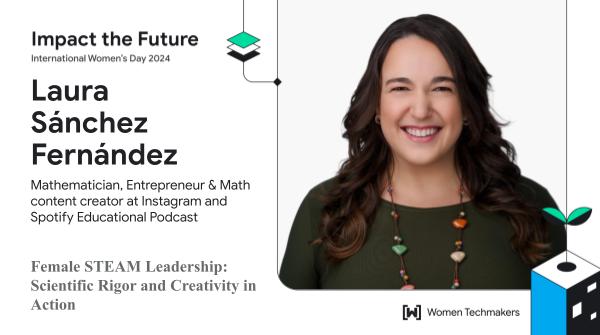 Impact the Future
International Women's Day 2024
Laura
Sánchez
Fernández
Mathematician, Entrepreneur & Math
content creator at Instagram and
Spotify Educational Podcast
Female STEAM Leadership:
Scientific Rigor and Creativity in
Action
[W] Women Techmakers